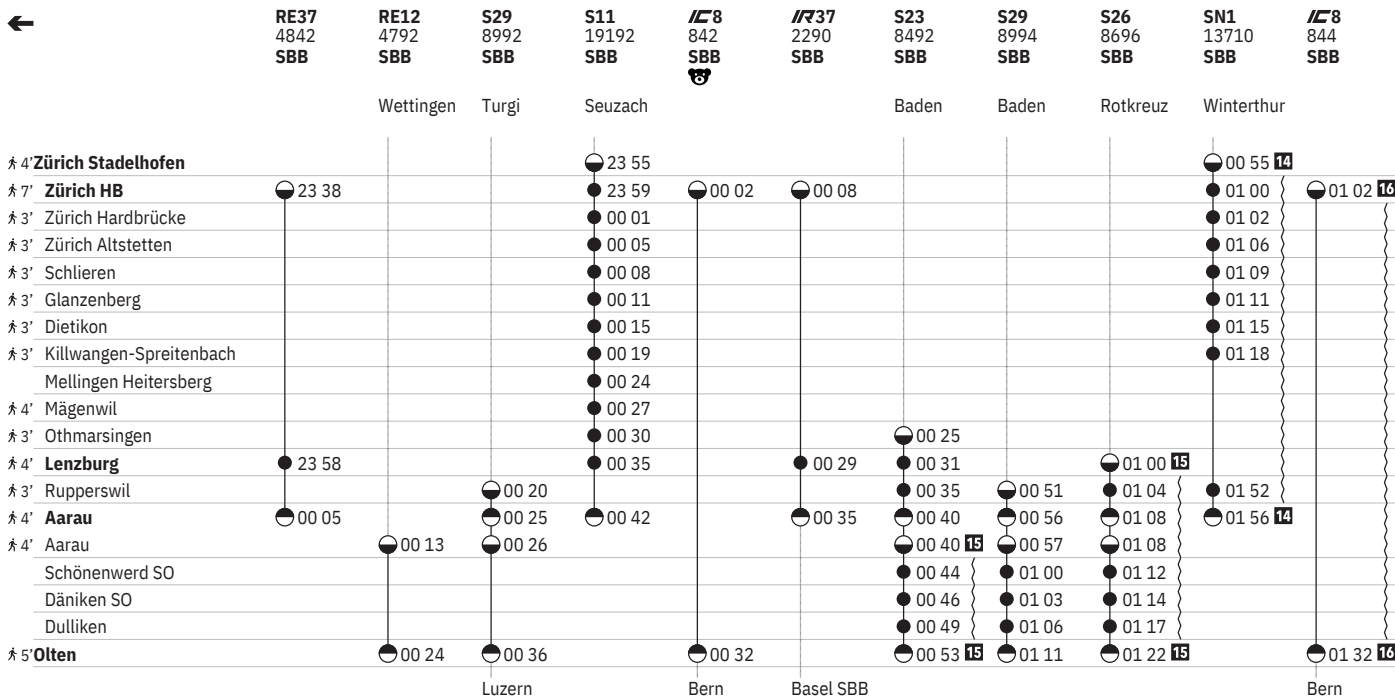 RE37 RE12 S29 S11 IC8 IR37 S23 S29 S26 SN1 IC8
4842 4792 8992 19192 842 2290 8492 8994 8696 13710 844
SBB SBB SBB SBB SBB SBB SBB SBB SBB SBB SBB
Wettingen Turgi Seuzach Baden Baden Rotkreuz Winterthur
4’ Zürich Stadelhofen 23 55 00 55 14
7’ Zürich HB 23 38 23 59 00 02 00 08 01 00 01 02 16
3’ Zürich Hardbrücke 00 01 01 02
3’ Zürich Altstetten 00 05 01 06
3’ Schlieren 00 08 01 09
3’ Glanzenberg 00 11 01 11
3’ Dietikon 00 15 01 15
3’ Killwangen-Spreitenbach 00 19 01 18
Mellingen Heitersberg 00 24
4’ Mägenwil 00 27
3’ Othmarsingen 00 30 00 25
4’ Lenzburg 23 58 00 35 00 29 00 31 01 00 15
3’ Rupperswil 00 20 00 35 00 51 01 04 01 52
4’ Aarau 00 05 00 25 00 42 00 35 00 40 00 56 01 08 01 56 14
4’ Aarau 00 13 00 26 00 40 15 00 57 01 08
Schönenwerd SO 00 44 01 00 01 12
Däniken SO 00 46 01 03 01 14
Dulliken 00 49 01 06 01 17
5’ Olten 00 24 00 36 00 32 00 53 15 01 11 01 22 15 01 32 16
Luzern Bern Basel SBB Bern